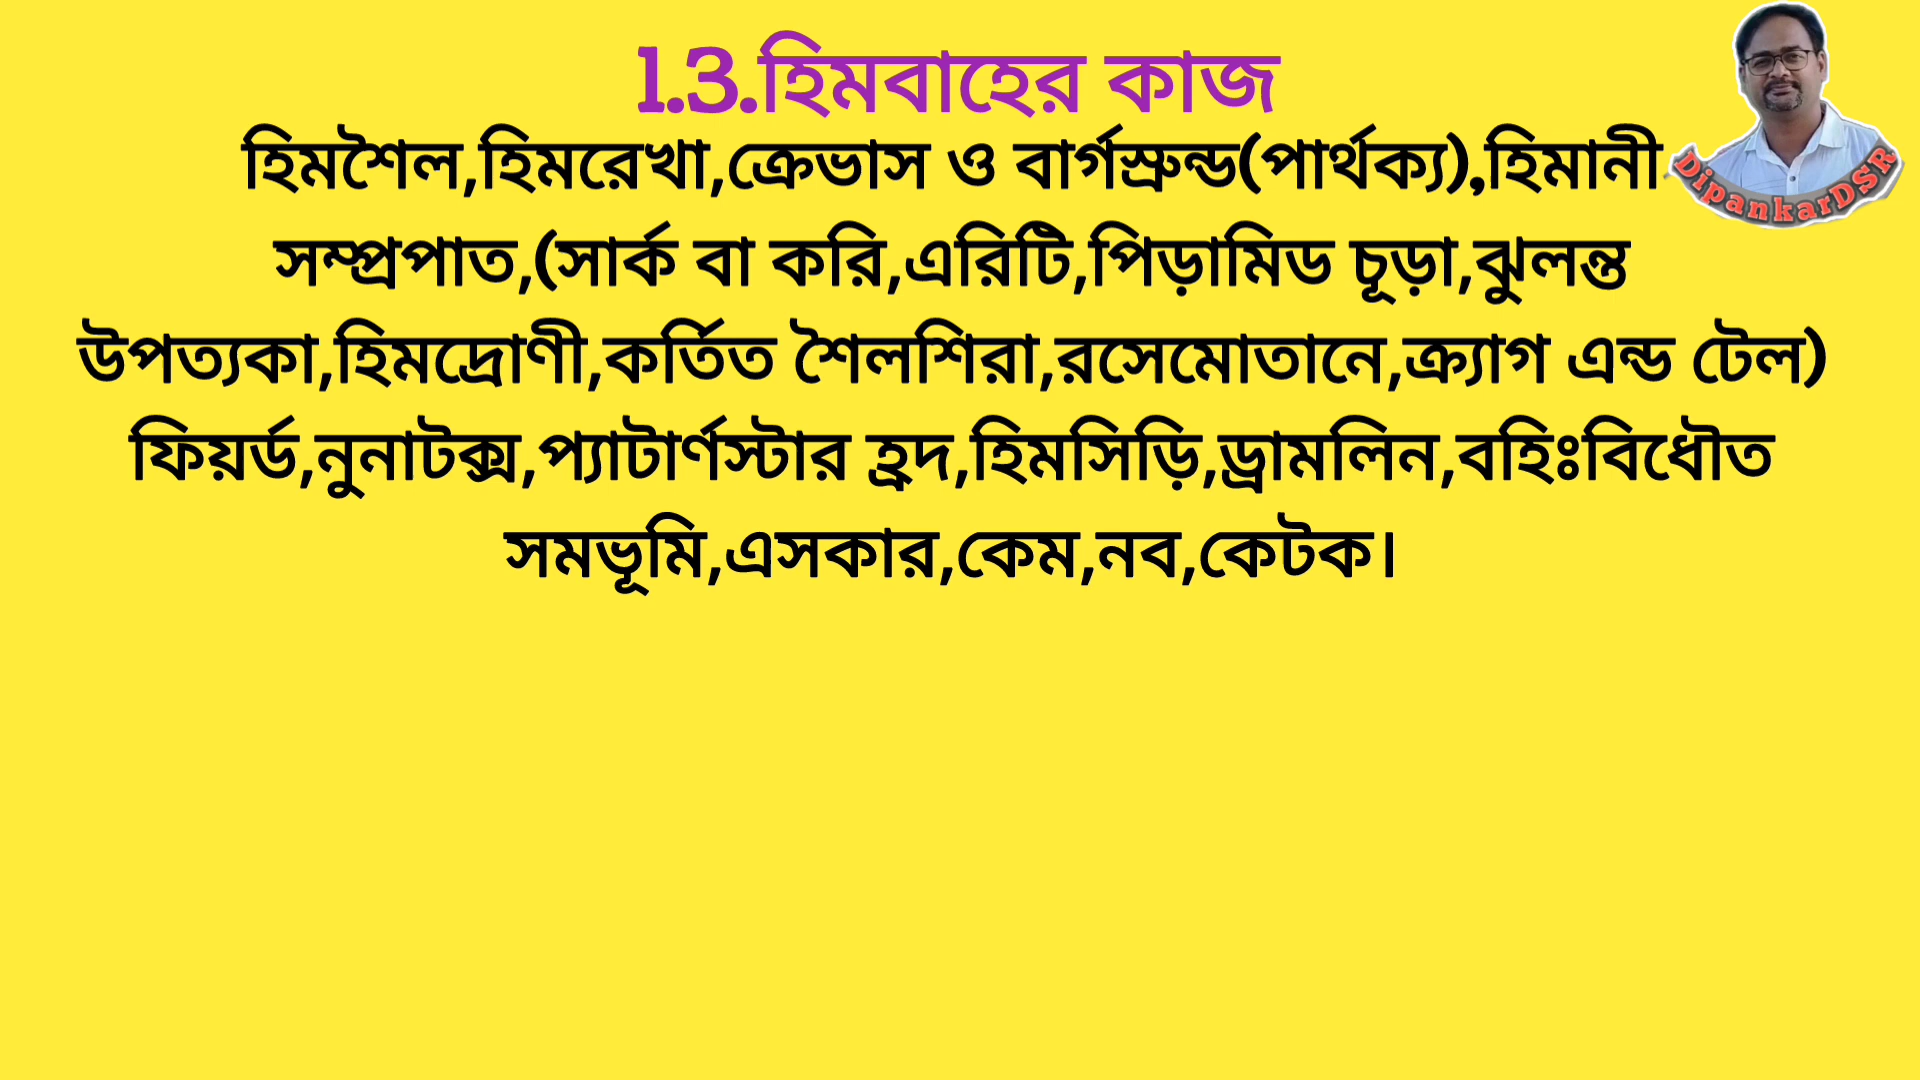 1.3.হিমবাহের কাজ
হিমশৈল,হিমরেখা,ক্রেভাস ও বার্গস্রুন্ড(পার্থক্য),হিমানী
সম্প্রপাত,(সার্ক বা করি,এরিটি,পিড়ামিড চূড়া,ঝুলন্ত
উপত্যকা,হিমদ্রোণী,কর্তিত শৈলশিরা,রসেমোতানে,ক্র্যাগ এন্ড টেল)
ফিয়র্ড,নুনাটক্স,প্যাটার্ণস্টার হ্রদ,হিমসিড়ি,ড্রামলিন,বহিঃবিধৌত
সমভূমি,এসকার,কেম,নব,কেটক।
DipankarDSR